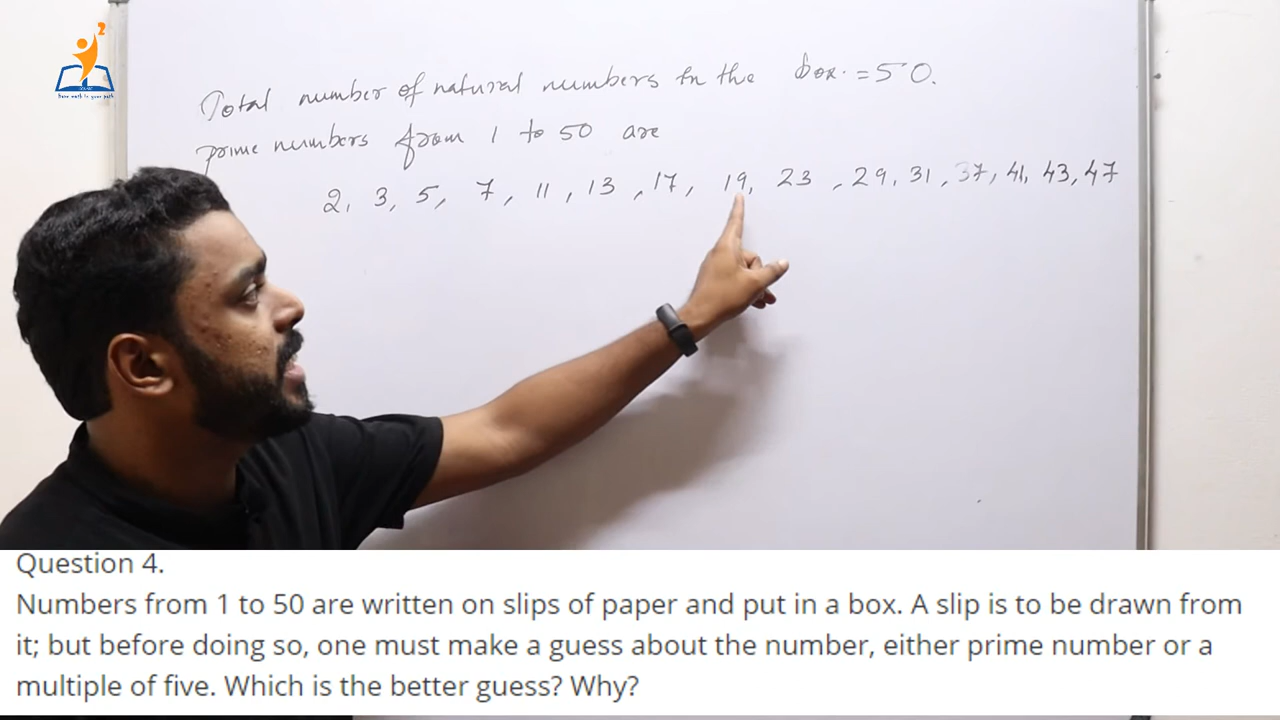 Total number of natural numbers in the box. = 50.
prime numbers from 1 to 50 are
2, 3, 5, 7, 11, 13, 17, 19, 23, 29, 31, 37, 41, 43, 47
Question 4.
Numbers from 1 to 50 are written on slips of paper and put in a box. A slip is to be drawn from
it; but before doing so, one must make a guess about the number, either prime number or a
multiple of five. Which is the better guess? Why?